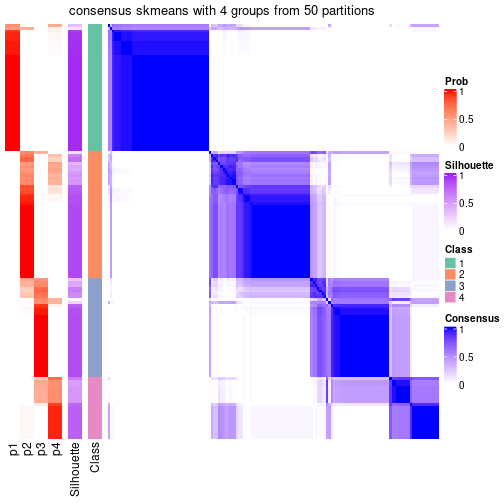 consensus skmeans with 4 groups from 50 partitions
Prob
1
0.5
0
Silhouette
1
0.5
0
Class
1
2
3
4
Consensus
1
0.5
0
p1
p2
p3
p4
Silhouette
Class